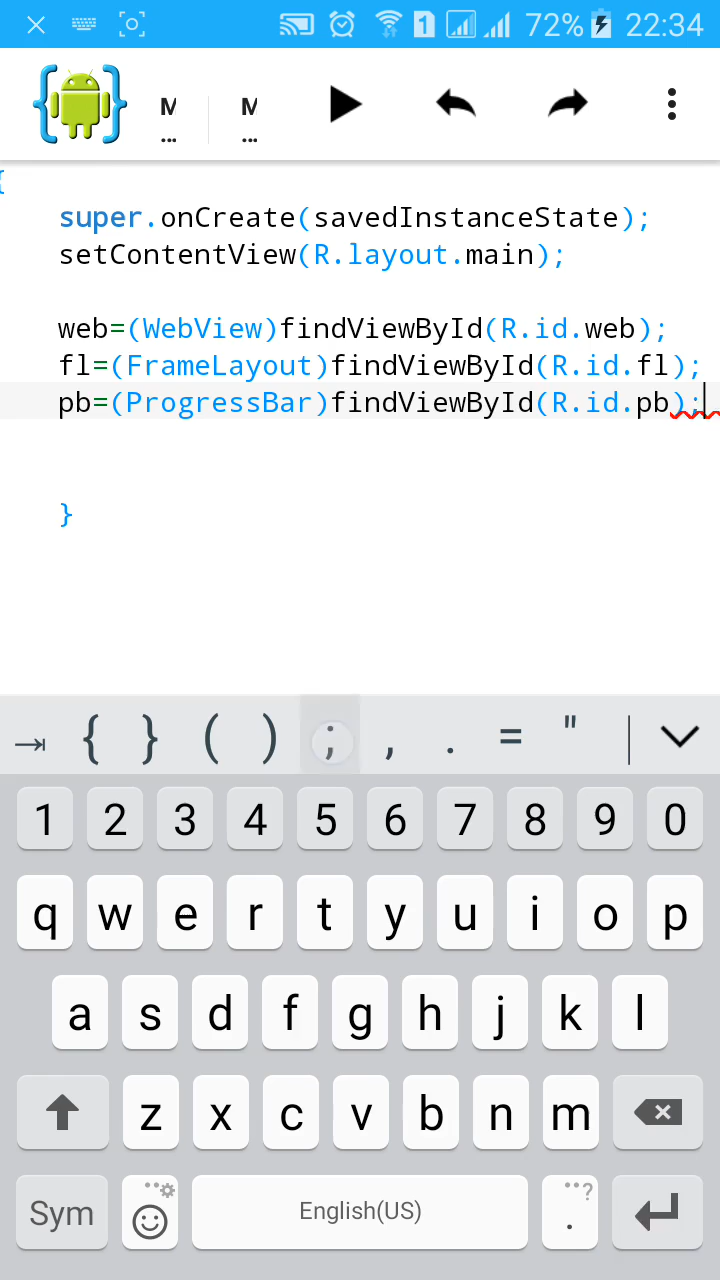 1 72% 22:34
M... M...
{
super.onCreate(savedInstanceState);
setContentView(R.layout.main);
web=(WebView)findViewById(R.id.web);
fl=(FrameLayout)findViewById(R.id.fl);
pb=(ProgressBar)findViewById(R.id.pb);
}
{ } ( ) ; , . = " |
1 2 3 4 5 6 7 8 9 0
q w e r t y u i o p
a s d f g h j k l
z x c v b n m
Sym English(US) . ?